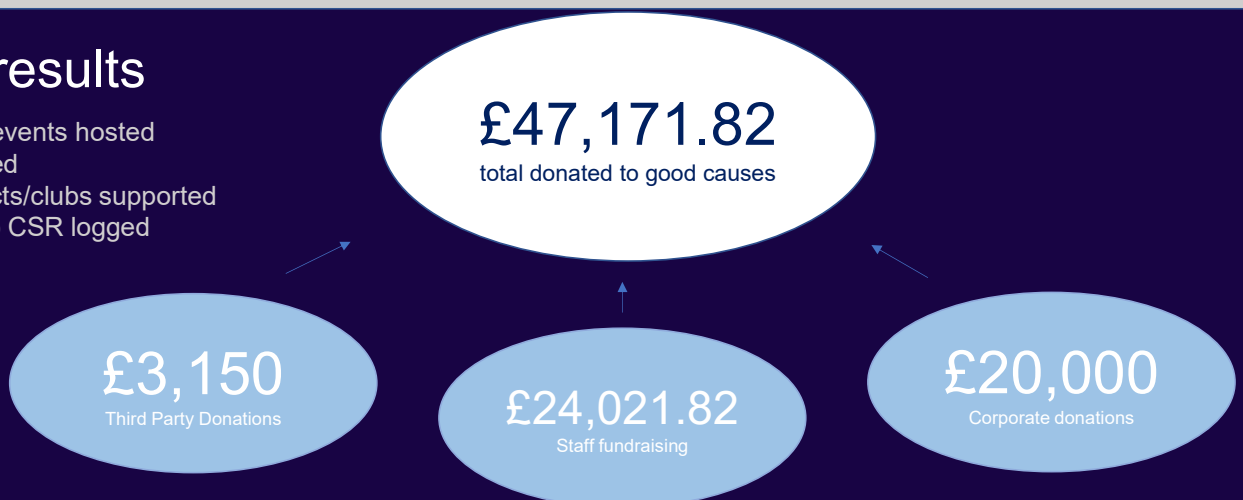 results
events hosted
cts/clubs supported
CSR logged
£47,171.82
total donated to good causes
£3,150
Third Party Donations
£24,021.82
Staff fundraising
£20,000
Corporate donations